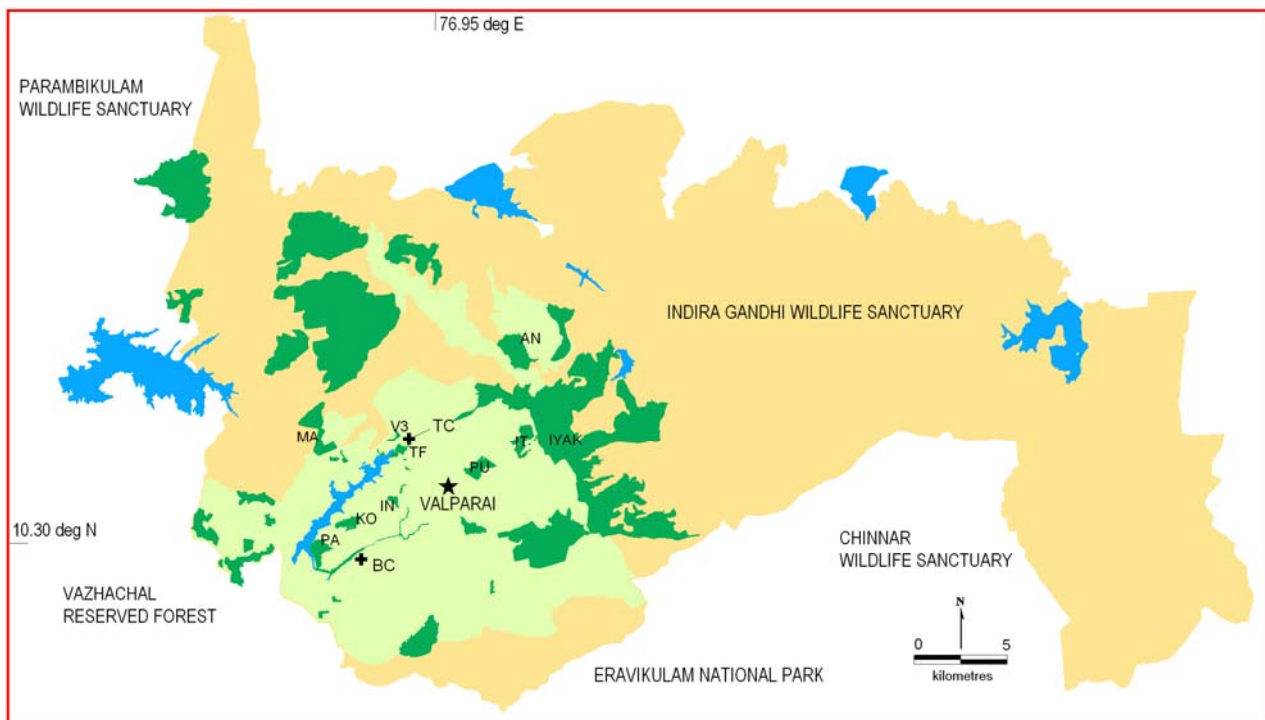 76.95 deg E
PARAMBIKULAM
WILDLIFE SANCTUARY
INDIRA GANDHI WILDLIFE SANCTUARY
AN
MA
V3
TC
TF
IT
IYAK
PU
VALPARAI
IN
KO
PA
BC
10.30 deg N
CHINNAR
WILDLIFE SANCTUARY
VAZHACHAL
RESERVED FOREST
N
0 5
kilometres
ERAVIKULAM NATIONAL PARK